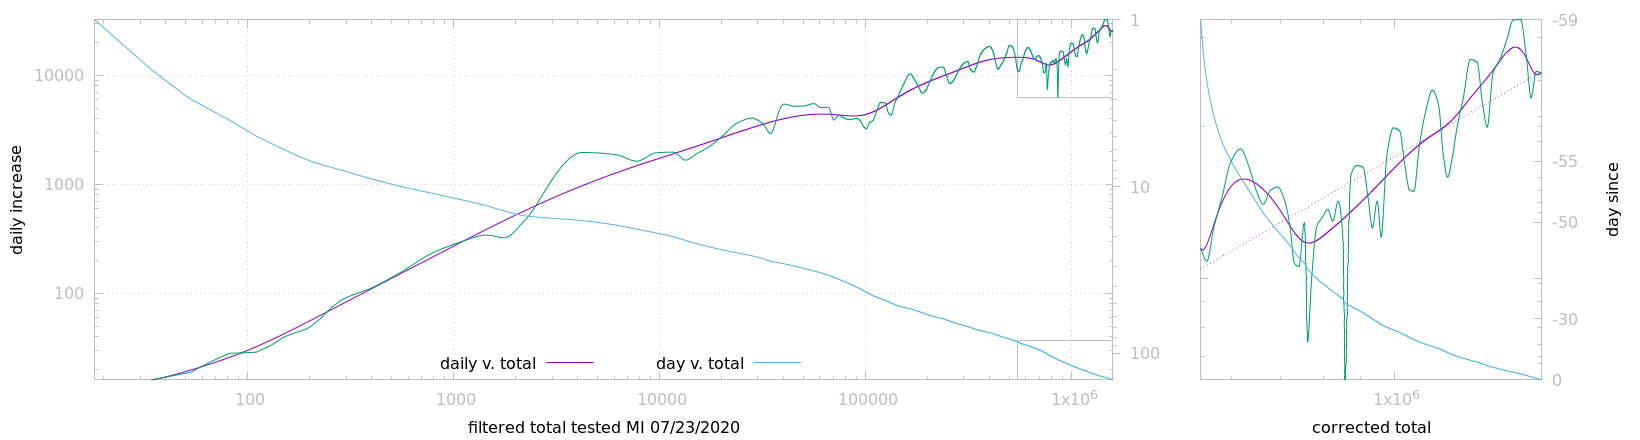 daily increase
10000
1000
100
1
10
100
daily v. total
day v. total
100
1000
10000
100000
1x10⁶
filtered total tested MI 07/23/2020
-59
-55
-50
-30
0
day since
1x10⁶
corrected total